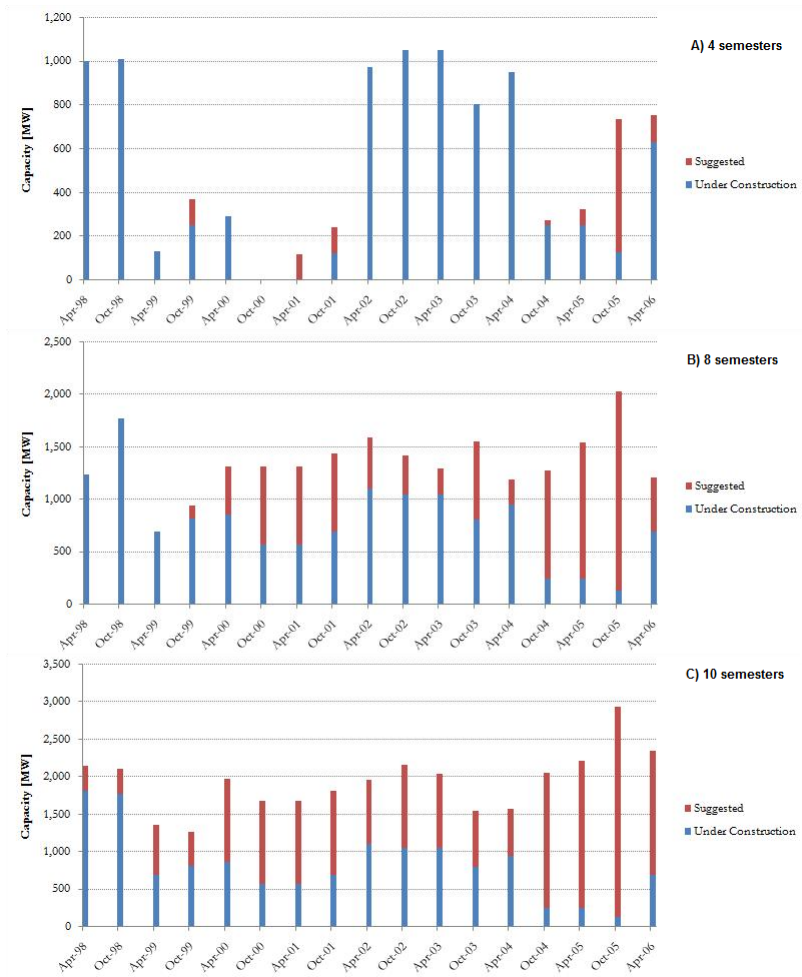 1,200
1,000
800
600
400
200
0
Capacity [MW]
A) 4 semesters
Suggested
Under Construction
Apr-98 Oct-98 Apr-99 Oct-99 Apr-00 Oct-00 Apr-01 Oct-01 Apr-02 Oct-02 Apr-03 Oct-03 Apr-04 Oct-04 Apr-05 Oct-05 Apr-06
2,500
2,000
1,500
1,000
500
0
Capacity [MW]
B) 8 semesters
Suggested
Under Construction
Apr-98 Oct-98 Apr-99 Oct-99 Apr-00 Oct-00 Apr-01 Oct-01 Apr-02 Oct-02 Apr-03 Oct-03 Apr-04 Oct-04 Apr-05 Oct-05 Apr-06
3,500
3,000
2,500
2,000
1,500
1,000
500
0
Capacity [MW]
C) 10 semesters
Suggested
Under Construction
Apr-98 Oct-98 Apr-99 Oct-99 Apr-00 Oct-00 Apr-01 Oct-01 Apr-02 Oct-02 Apr-03 Oct-03 Apr-04 Oct-04 Apr-05 Oct-05 Apr-06